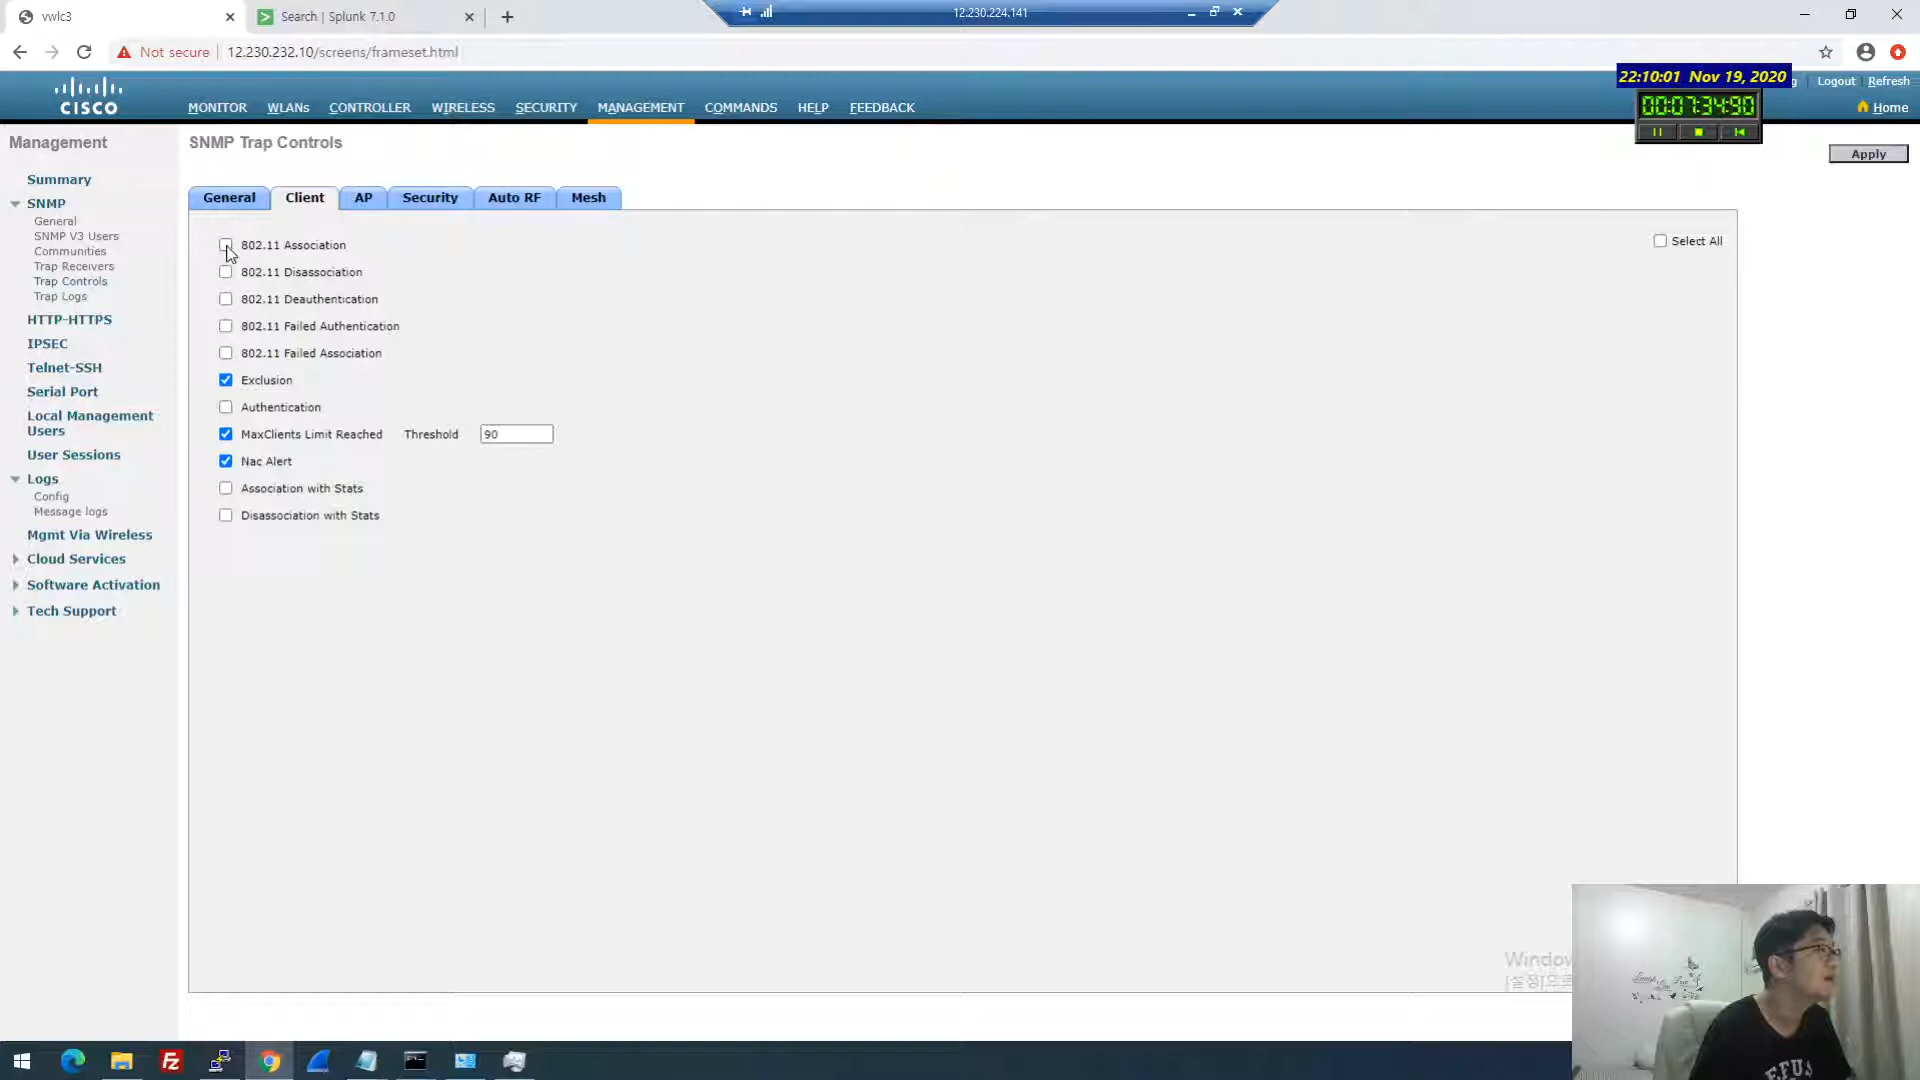 vwlc3
Search | Splunk 7.1.0
12.230.224.141
Not secure
12.230.232.10/screens/frameset.html
22:10:01 Nov 19, 2020
Logout
Refresh
CISCO
MONITOR
WLANs
CONTROLLER
WIRELESS
SECURITY
MANAGEMENT
COMMANDS
HELP
FEEDBACK
00:07:34:90
Home
Management
SNMP Trap Controls
Apply
Summary
SNMP
General
SNMP V3 Users
Communities
Trap Receivers
Trap Controls
Trap Logs
HTTP-HTTPS
IPSEC
Telnet-SSH
Serial Port
Local Management
Users
User Sessions
Logs
Config
Message logs
Mgmt Via Wireless
Cloud Services
Software Activation
Tech Support
General
Client
AP
Security
Auto RF
Mesh
802.11 Association
Select All
802.11 Disassociation
802.11 Deauthentication
802.11 Failed Authentication
802.11 Failed Association
Exclusion
Authentication
MaxClients Limit Reached Threshold 90
Nac Alert
Association with Stats
Disassociation with Stats
Window
[설정]으로